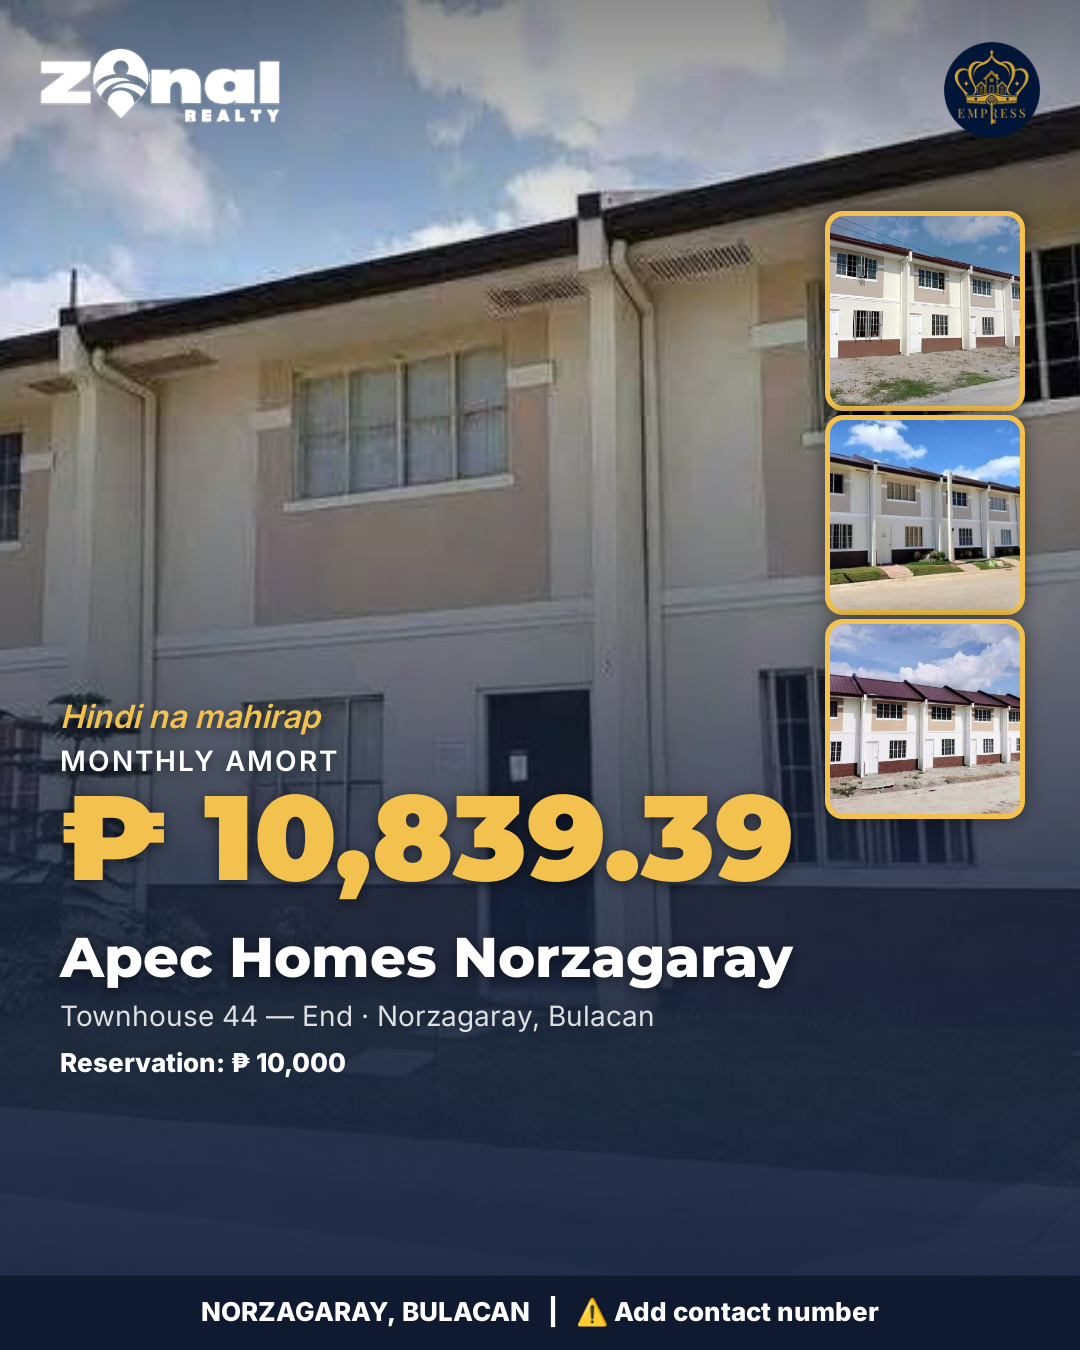 Zonal
REALTY
EMPRESS
Hindi na mahirap
MONTHLY AMORT
₱ 10,839.39
Apec Homes Norzagaray
Townhouse 44 — End · Norzagaray, Bulacan
Reservation: ₱ 10,000
NORZAGARAY, BULACAN | ⚠️ Add contact number